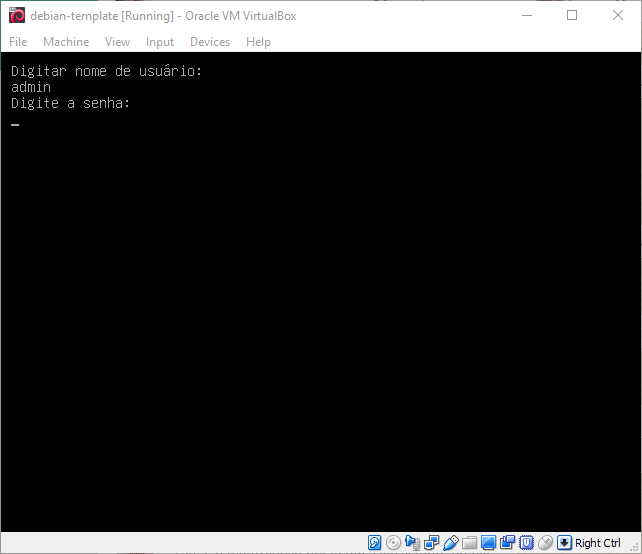 debian-template [Running] - Oracle VM VirtualBox
File Machine View Input Devices Help
Digitar nome de usuário:
admin
Digite a senha:
_
Right Ctrl